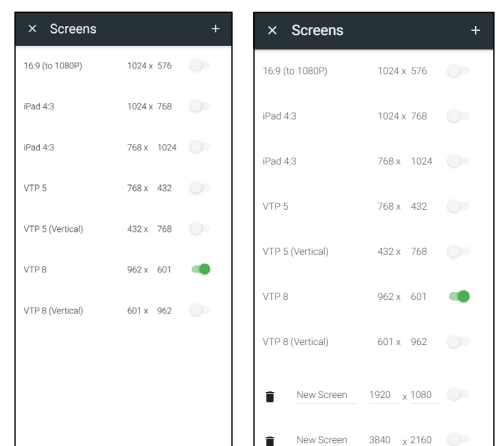 × Screens +
16:9 (to 1080P) 1024 x 576
iPad 4:3 1024 x 768
iPad 4:3 768 x 1024
VTP 5 768 x 432
VTP 5 (Vertical) 432 x 768
VTP 8 962 x 601
VTP 8 (Vertical) 601 x 962
× Screens +
16:9 (to 1080P) 1024 x 576
iPad 4:3 1024 x 768
iPad 4:3 768 x 1024
VTP 5 768 x 432
VTP 5 (Vertical) 432 x 768
VTP 8 962 x 601
VTP 8 (Vertical) 601 x 962
New Screen 1920 x 1080
New Screen 3840 x 2160